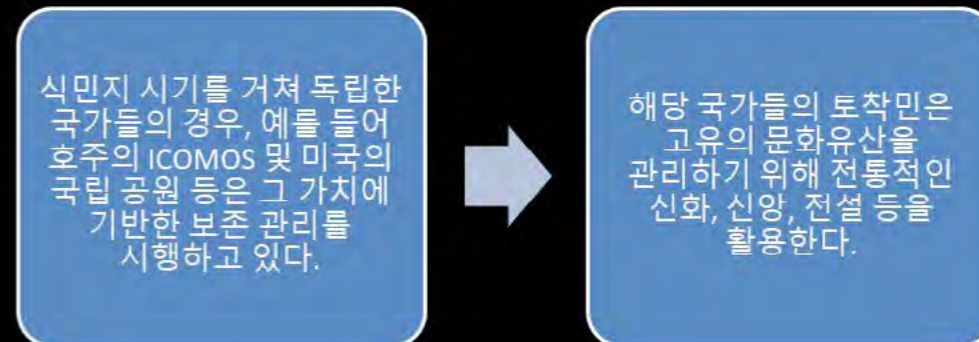 식민지 시기를 거쳐 독립한
국가들의 경우, 예를 들어
호주의 ICOMOS 및 미국의
국립 공원 등은 그 가치에
기반한 보존 관리를
시행하고 있다.
해당 국가들의 토착민은
고유의 문화유산을
관리하기 위해 전통적인
신화, 신앙, 전설 등을
활용한다.